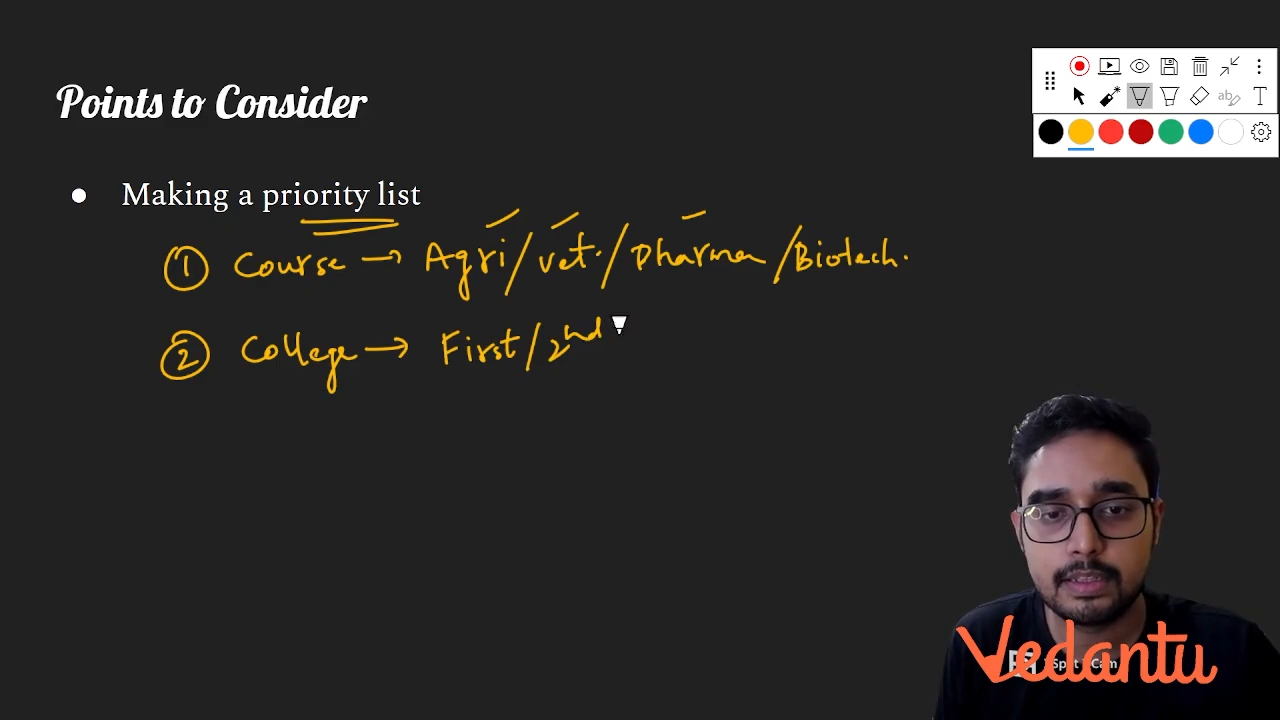 Points to Consider
● Making a priority list
① Course → Agri/vet./Pharma/Biotech.
② College → First/2nd
Vedantu